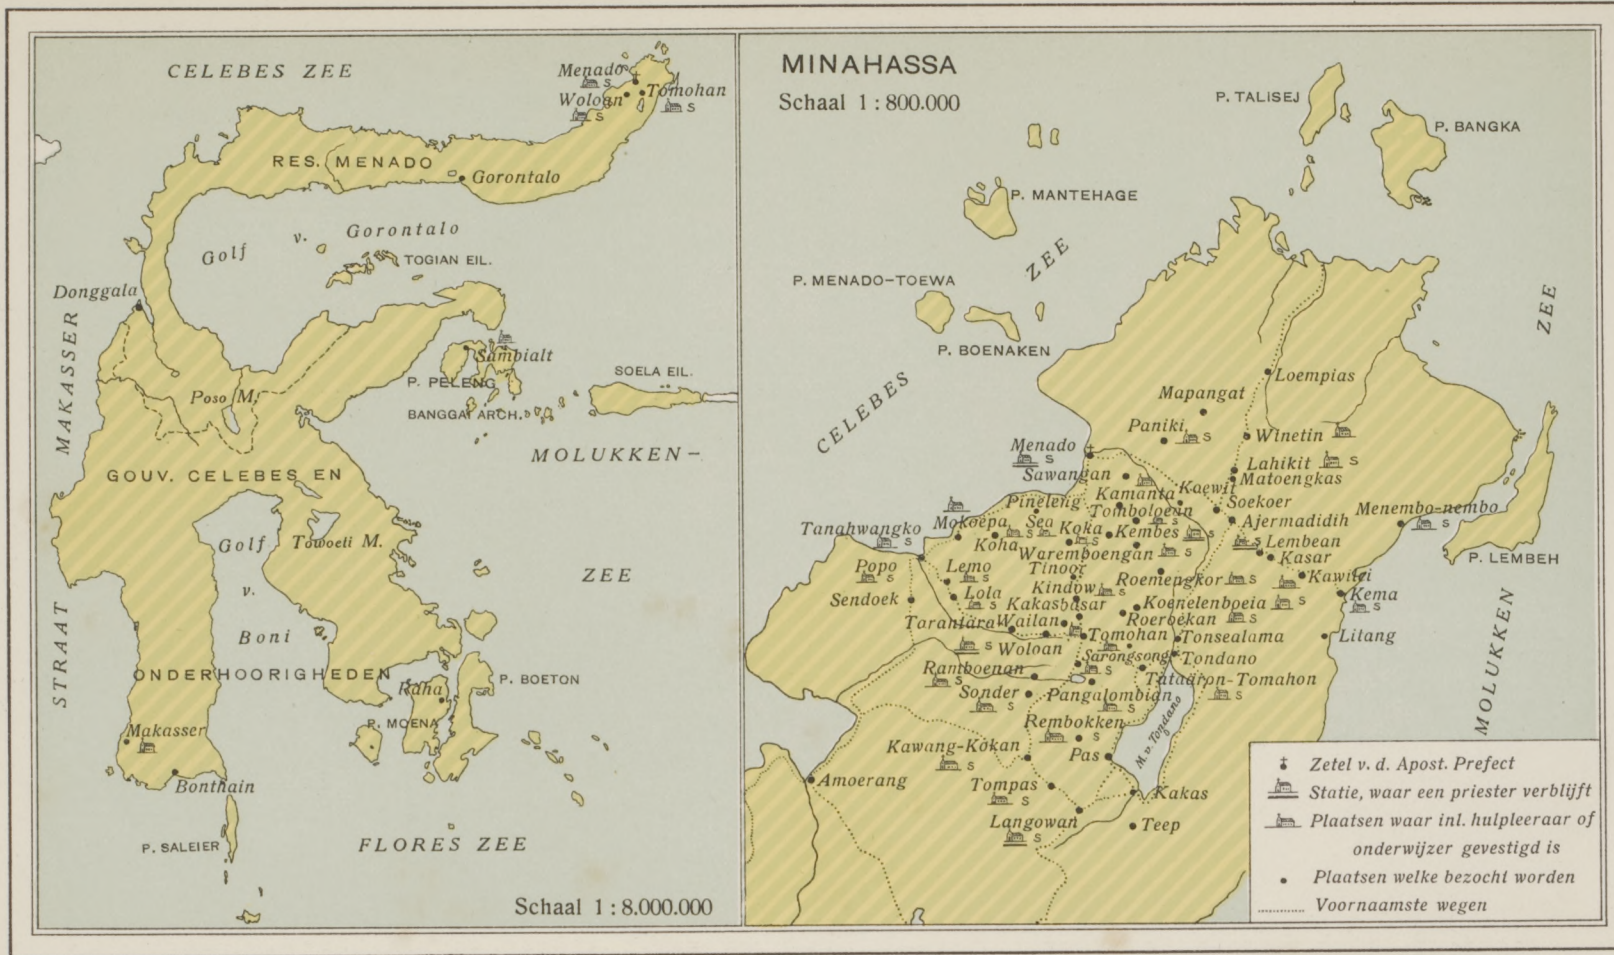 CELEBES ZEE
Menado
S
Wologn
S
Tomohan
S
RES. MENADO
Gorontalo
Golf v. Gorontalo
TOGIAN EIL.
Donggala
MAKASSER
Sambialt
P. PELENG
SOELA EIL.
BANGGAI ARCH.
Poso M.
MOLUKKEN-
GOUV. CELEBES EN
Golf
Towoeti M.
v.
ZEE
STRAAT
Boni
ONDERHOORIGHEDEN
Raha
P. BOETON
P. MOENA
Makasser
Bonthain
P. SALEIER
FLORES ZEE
Schaal 1:8.000.000
MINAHASSA
Schaal 1:800.000
P. TALISEJ
P. BANGKA
P. MANTEHAGE
ZEE
P. MENADO-TOEWA
ZEE
P. BOENAKEN
CELEBES
Loempias
Mapangat
Paniki
S
Winetin
Menado
S
Sawangan
Lahikit
S
Matoengkas
Kaewit
Kamanta
Soekoer
Pineleng
Tomboloean
S
Menembo-nembo
S
Ajermadidih
Tanahwangko
S
Mokoepa
Sea
S
S
Koka
S
Kembes
S
Koha
Lembean
S
Waremboengan
S
Kasar
P. LEMBEH
Popo
S
Lemo
S
Tinoor
Kindow
S
Roemengkor
S
Kawilei
S
Kema
S
Sendoek
Lola
S
Kakasbasar
Koenelenboeia
S
Roeroekan
S
Tarantara
Wailan
Litang
Woloan
S
Tomohan
Tonsealama
Sarongsong
S
Tondano
Ramboenan
S
Tataaron-Tomahon
S
Sonder
S
Pangalombian
S
Rembokken
S
M. v. Tondano
MOLUKKEN
Kawang-Kokan
S
Pas
Amoerang
Tompas
S
Kakas
Langowan
S
Teep
Zetel v. d. Apost. Prefect
Statie, waar een priester verblijft
Plaatsen waar inl. hulpleeraar of
onderwijzer gevestigd is
Plaatsen welke bezocht worden
Voornaamste wegen